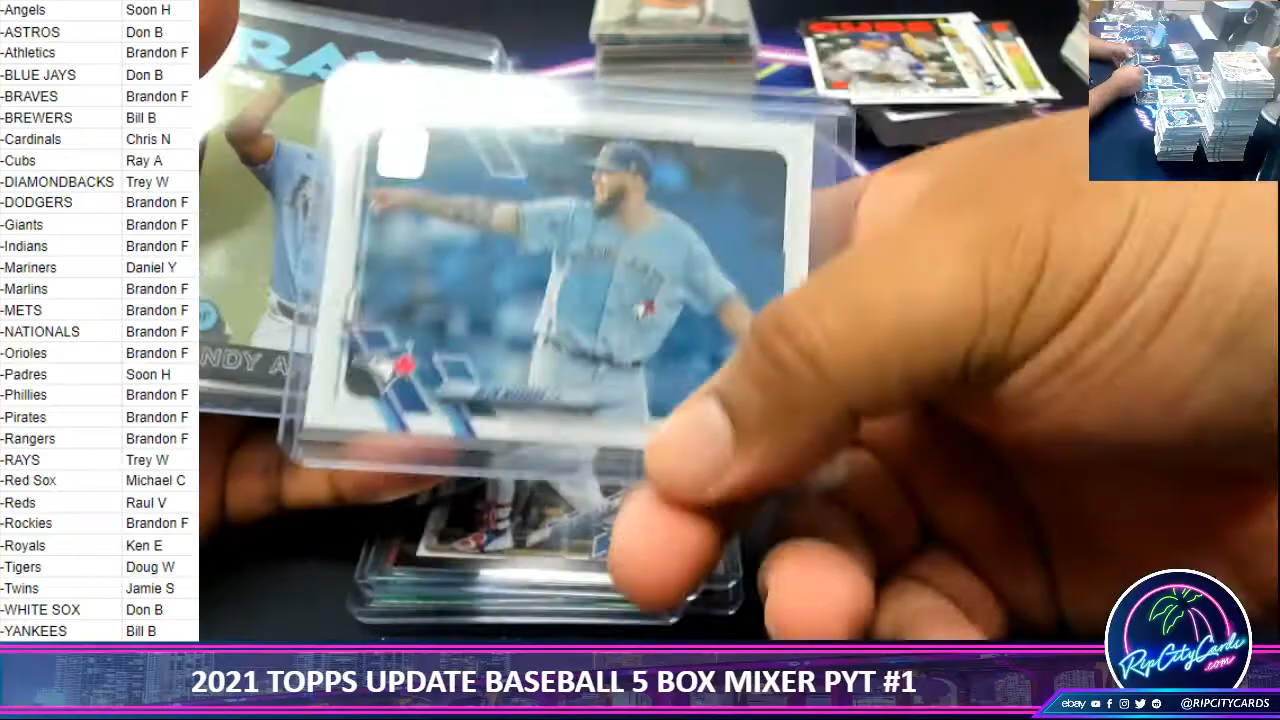 -Angels Soon H
-ASTROS Don B
-Athletics Brandon F
-BLUE JAYS Don B
-BRAVES Brandon F
-BREWERS Bill B
-Cardinals Chris N
-Cubs Ray A
-DIAMONDBACKS Trey W
-DODGERS Brandon F
-Giants Brandon F
-Indians Brandon F
-Mariners Daniel Y
-Marlins Brandon F
-METS Brandon F
-NATIONALS Brandon F
-Orioles Brandon F
-Padres Soon H
-Phillies Brandon F
-Pirates Brandon F
-Rangers Brandon F
-RAYS Trey W
-Red Sox Michael C
-Reds Raul V
-Rockies Brandon F
-Royals Ken E
-Tigers Doug W
-Twins Jamie S
-WHITE SOX Don B
-YANKEES Bill B
RAY
NDY A
CUBS
RipCityCards
.com
2021 TOPPS UPDATE BASEBALL 5 BOX MIXER PYT #1
ebay @RIPCITYCARDS